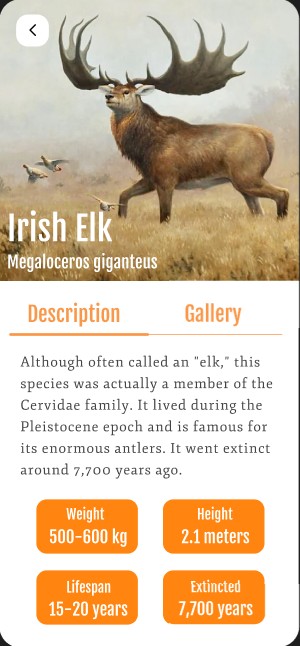 Irish Elk
Megaloceros giganteus
Description Gallery
Although often called an "elk," this
species was actually a member of the
Cervidae family. It lived during the
Pleistocene epoch and is famous for
its enormous antlers. It went extinct
around 7,700 years ago.
Weight
500-600 kg
Height
2.1 meters
Lifespan
15-20 years
Extincted
7,700 years